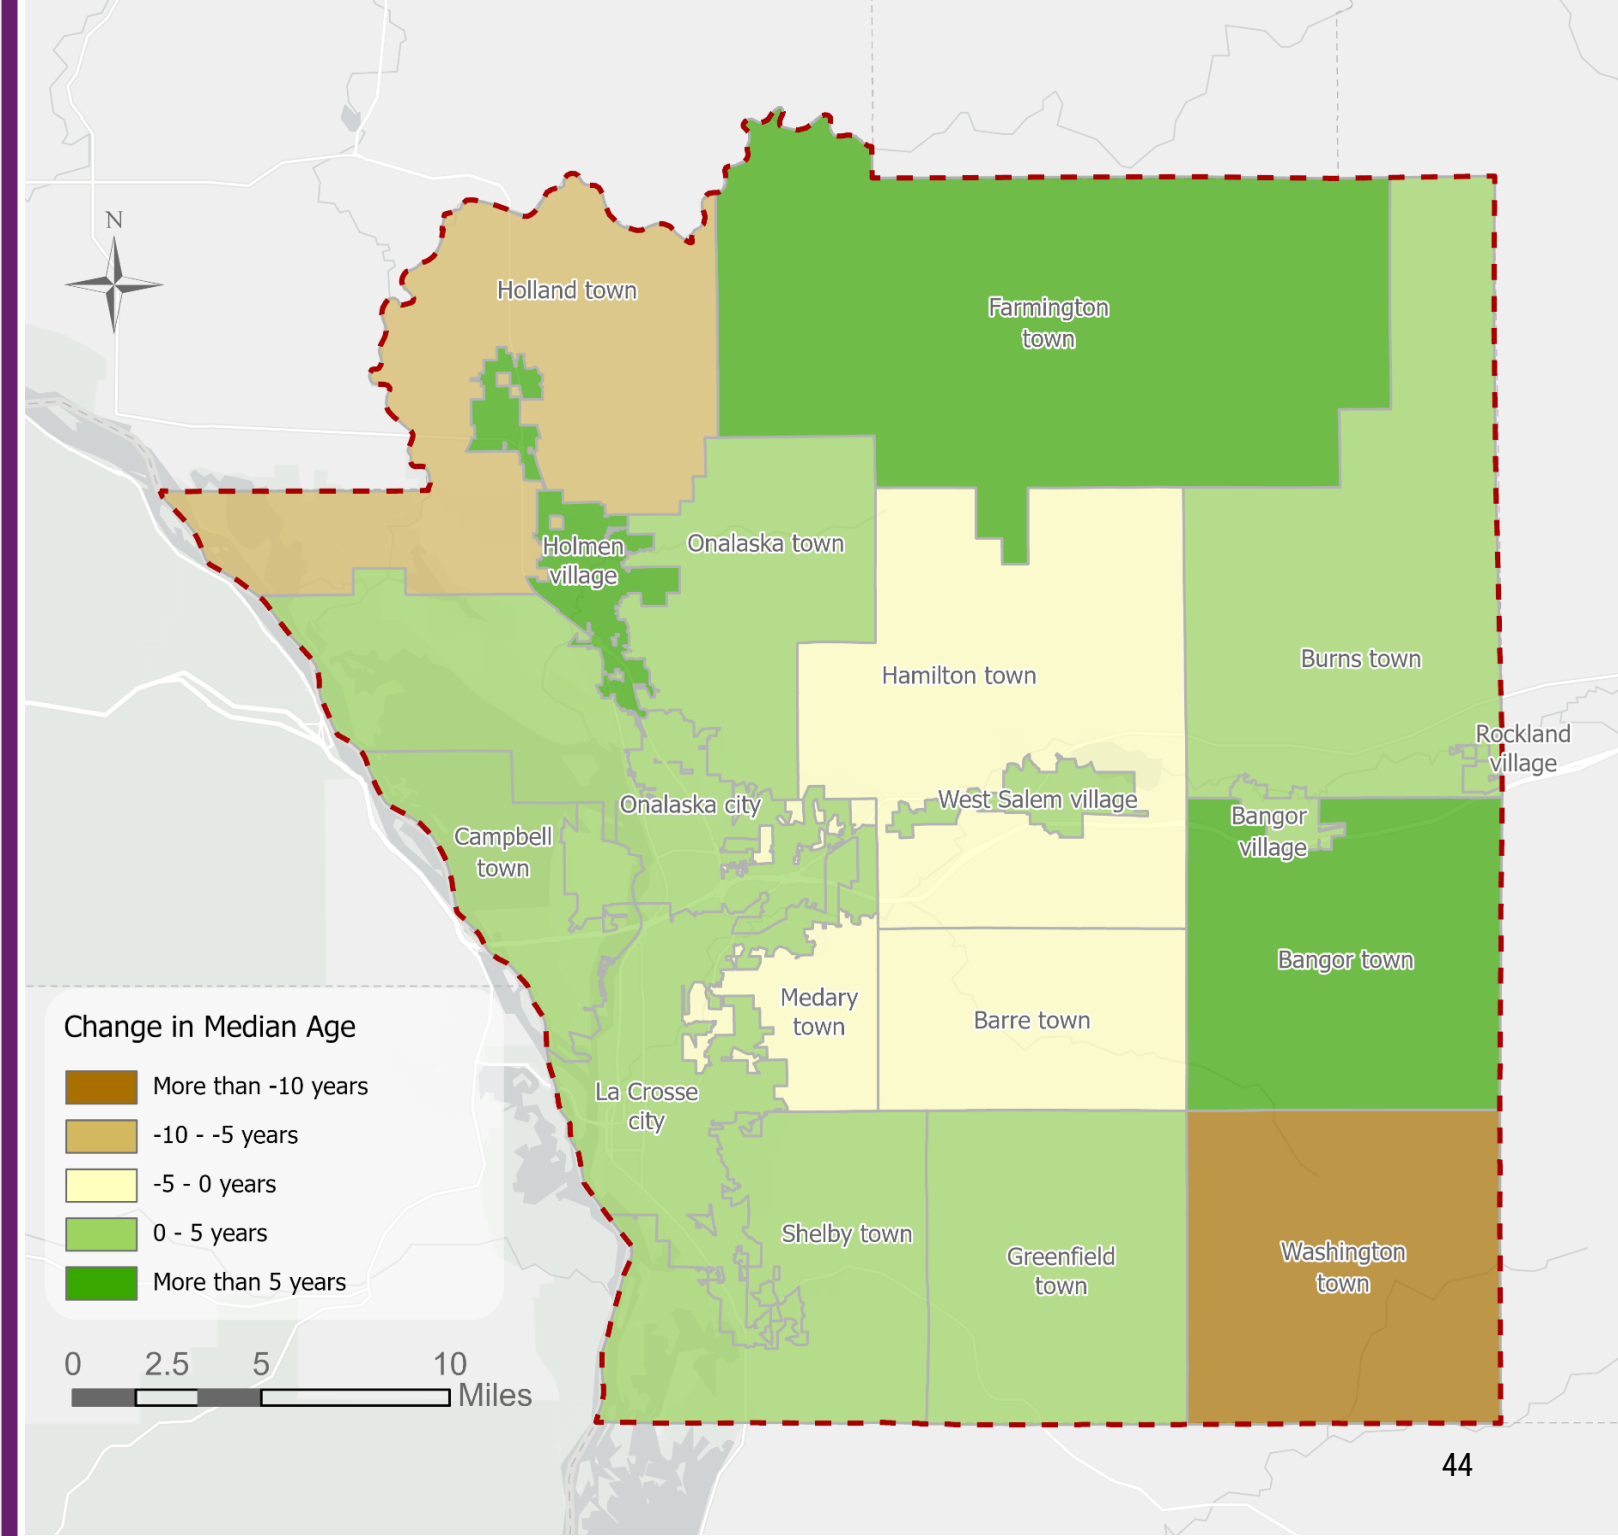 N
Holland town
Farmington
town
Holmen
village
Onalaska town
Hamilton town
Burns town
Rockland
village
Onalaska city
West Salem village
Bangor
village
Campbell
town
Bangor town
Medary
town
Barre town
La Crosse
city
Shelby town
Greenfield
town
Washington
town
Change in Median Age
More than -10 years
-10 - -5 years
-5 - 0 years
0 - 5 years
More than 5 years
0 2.5 5 10
Miles
44